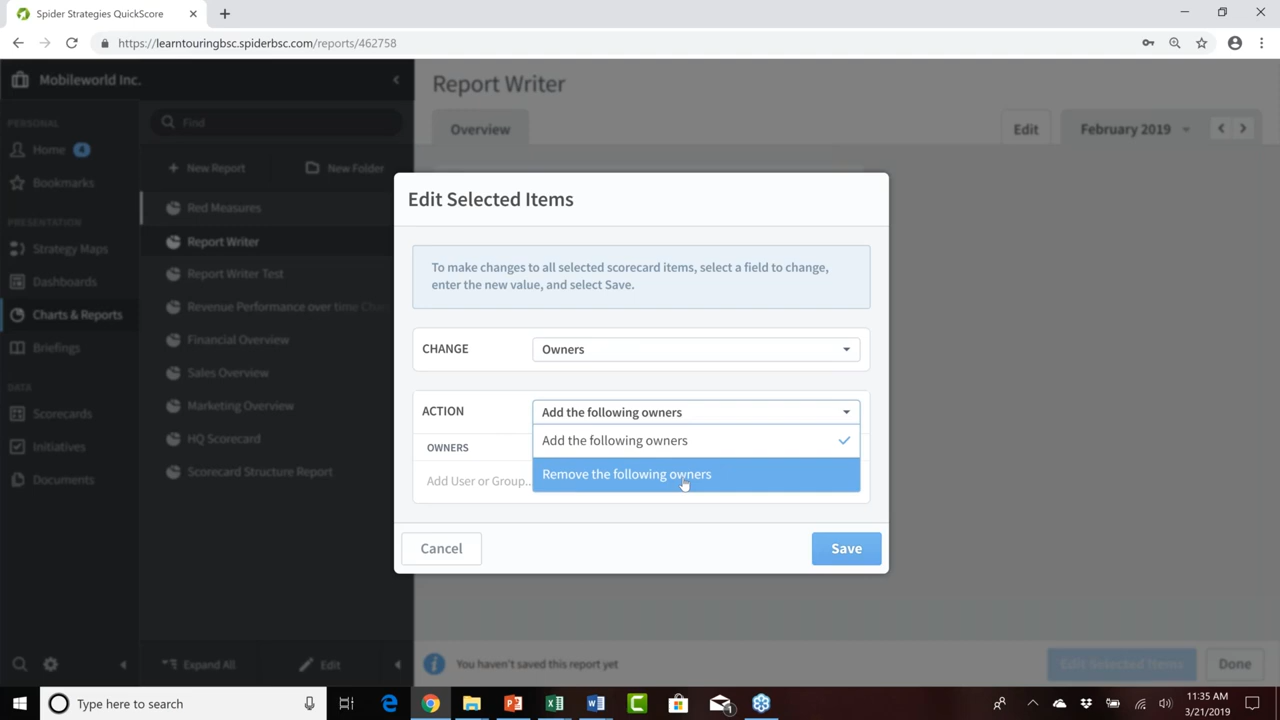 Spider Strategies QuickScore
https://learntouringbsc.spiderbsc.com/reports/462758
Mobileworld Inc.
Report Writer
Find
Overview
Edit
February 2019
PERSONAL
Home 4
Bookmarks
New Report
New Folder
PRESENTATION
Strategy Maps
Dashboards
Charts & Reports
Briefings
DATA
Scorecards
Initiatives
Documents
Red Measures
Report Writer
Report Writer Test
Revenue Performance over time
Financial Overview
Sales Overview
Marketing Overview
HQ Scorecard
Scorecard Structure Report
Edit Selected Items
To make changes to all selected scorecard items, select a field to change,
enter the new value, and select Save.
CHANGE
Owners
ACTION
Add the following owners
Add the following owners
Remove the following owners
OWNERS
Add User or Group..
Cancel
Save
Expand All
Edit
You haven't saved this report yet
Edit Selected Items
Done
Type here to search
1
11:35 AM
3/21/2019